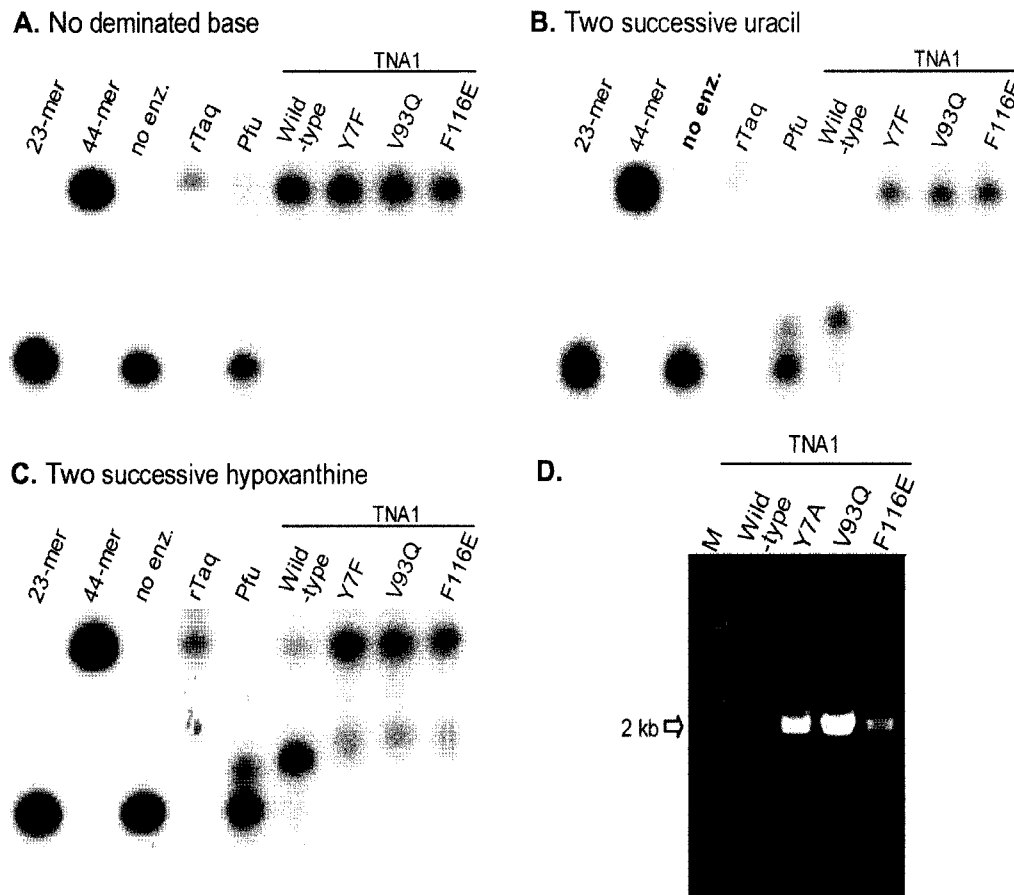 A. No deminated base
TNA1
23-mer
44-mer
no enz.
rTaq
Pfu
Wild
-type
Y7F
V93Q
F116E
B. Two successive uracil
TNA1
23-mer
44-mer
no enz.
rTaq
Pfu
Wild
-type
Y7F
V93Q
F116E
C. Two successive hypoxanthine
TNA1
23-mer
44-mer
no enz.
rTaq
Pfu
Wild
-type
Y7F
V93Q
F116E
D.
TNA1
M
Wild
-type
Y7A
V93Q
F116E
2 kb